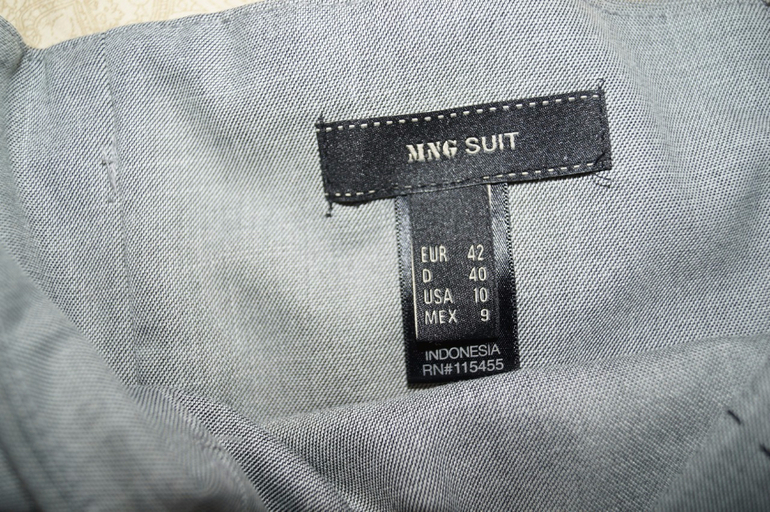 MNG SUIT
EUR 42
D 40
USA 10
MEX 9
INDONESIA
RN#115455